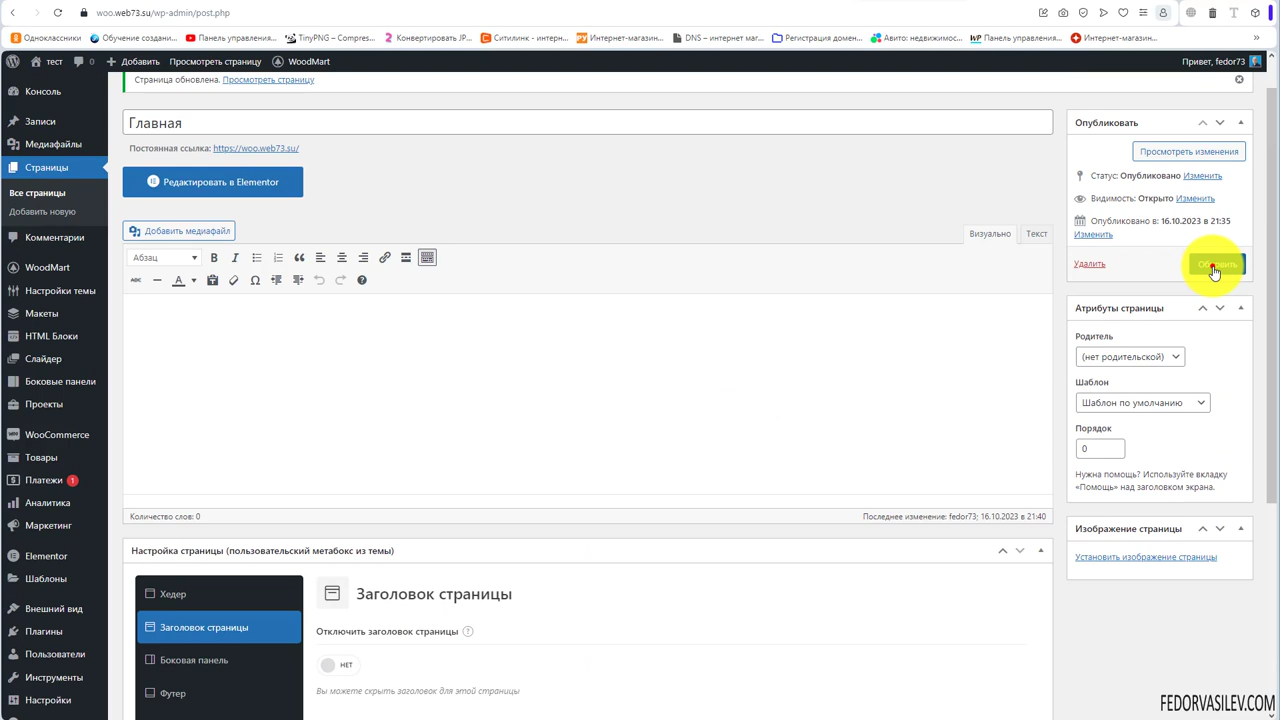 woo.web73.su/wp-admin/post.php
Одноклассники
Обучение создани...
Панель управления...
TinyPNG – Compres...
Конвертировать JP...
Ситилинк - интерн...
Интернет-магазин...
DNS – интернет маг...
Регистрация домен...
Авито: недвижимос...
Панель управления...
Интернет-магазин...
тест
0
Добавить
Просмотреть страницу
WoodMart
Привет, fedor73
Консоль
Записи
Медиафайлы
Страницы
Все страницы
Добавить новую
Комментарии
WoodMart
Настройки темы
Макеты
HTML Блоки
Слайдер
Боковые панели
Проекты
WooCommerce
Товары
Платежи 1
Аналитика
Маркетинг
Elementor
Шаблоны
Внешний вид
Плагины
Пользователи
Инструменты
Настройки
Страница обновлена. Просмотреть страницу
Главная
Постоянная ссылка: https://woo.web73.su/
Редактировать в Elementor
Добавить медиафайл
Визуально
Текст
Абзац
Количество слов: 0
Последнее изменение: fedor73; 16.10.2023 в 21:40
Настройка страницы (пользовательский метабокс из темы)
Хедер
Заголовок страницы
Боковая панель
Футер
Заголовок страницы
Отключить заголовок страницы
НЕТ
Вы можете скрыть заголовок для этой страницы
Опубликовать
Просмотреть изменения
Статус: Опубликовано Изменить
Видимость: Открыто Изменить
Опубликовано в: 16.10.2023 в 21:35
Изменить
Удалить
Обновить
Атрибуты страницы
Родитель
(нет родительской)
Шаблон
Шаблон по умолчанию
Порядок
0
Нужна помощь? Используйте вкладку
«Помощь» над заголовком экрана.
Изображение страницы
Установить изображение страницы
FEDORVASILEV.COM